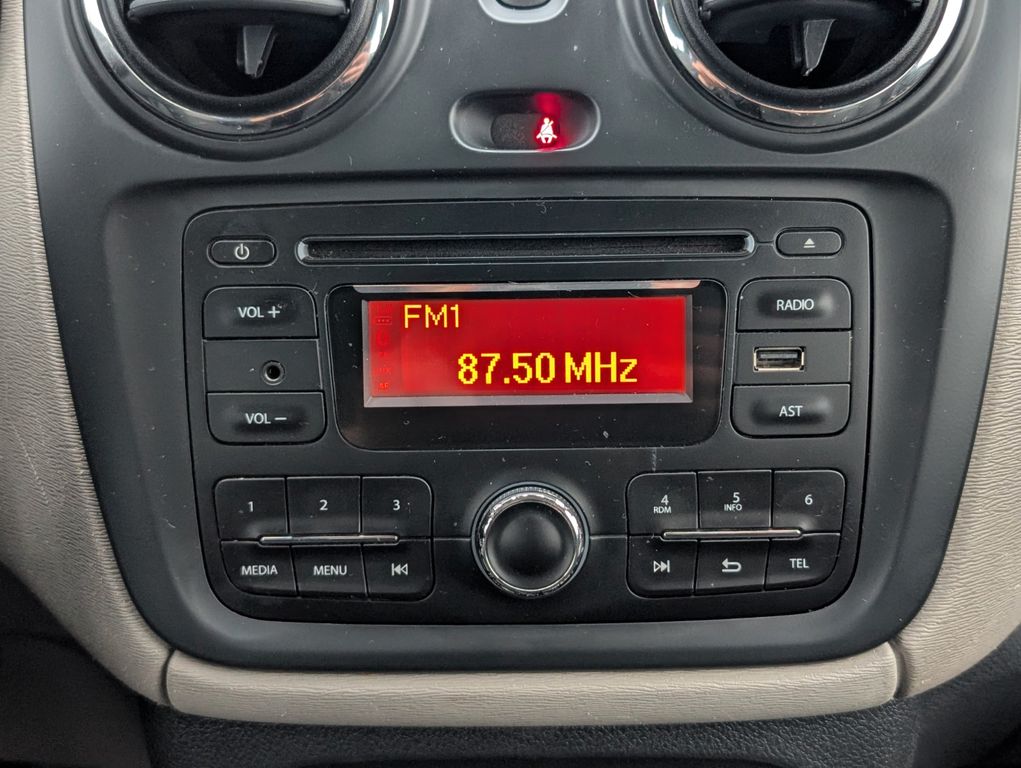 VOL +
FM1
RADIO
87.50 MHz
VOL −
AST
1
2
3
4
RDM
5
INFO
6
MEDIA
MENU
TEL